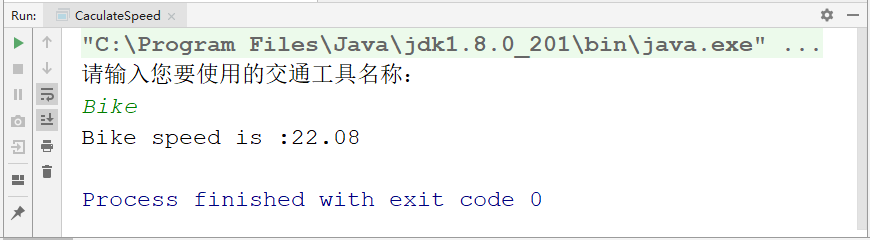 Run: CaculateSpeed
"C:\Program Files\Java\jdk1.8.0_201\bin\java.exe" ...
请输入您要使用的交通工具名称：
Bike
Bike speed is :22.08
Process finished with exit code 0